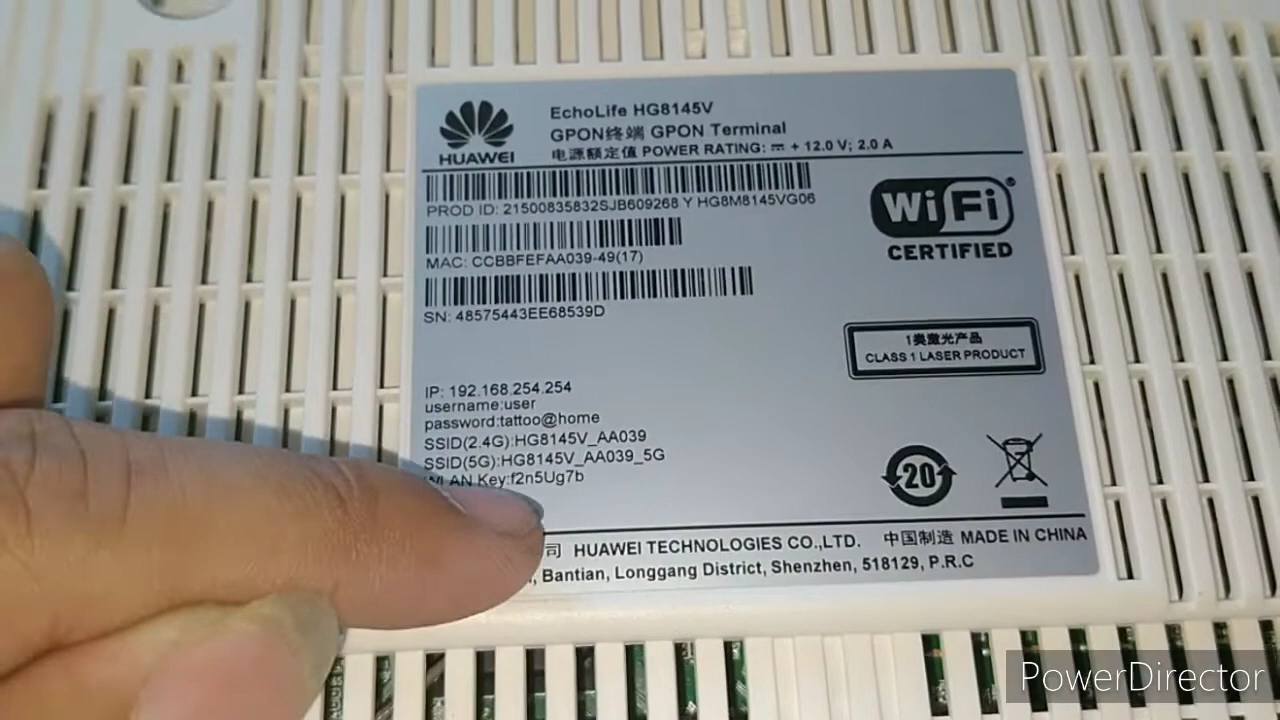 HUAWEI
EchoLife HG8145V
GPON终端 GPON Terminal
电源额定值 POWER RATING: ⎓ + 12.0 V; 2.0 A
PROD ID: 21500835832SJB609268 Y HG8M8145VG06
MAC: CCBBFEFAA039-49(17)
SN: 48575443EE68539D
WiFi®
CERTIFIED
1类激光产品
CLASS 1 LASER PRODUCT
IP: 192.168.254.254
username:user
password:tattoo@home
SSID(2.4G):HG8145V_AA039
SSID(5G):HG8145V_AA039_5G
WLAN Key:f2n5Ug7b
20
司 HUAWEI TECHNOLOGIES CO.,LTD. 中国制造 MADE IN CHINA
, Bantian, Longgang District, Shenzhen, 518129, P.R.C
PowerDirector